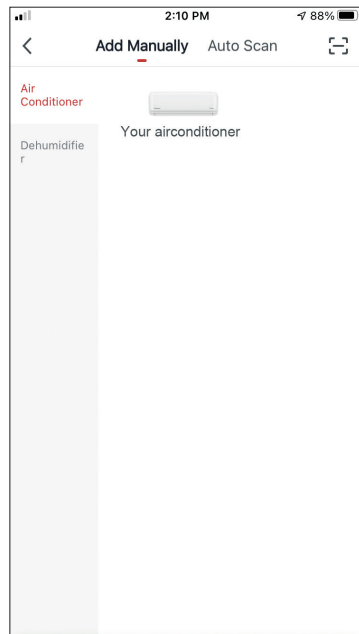 2:10 PM
88%
Add Manually
Auto Scan
Air
Conditioner
Your airconditioner
Dehumidifie
r